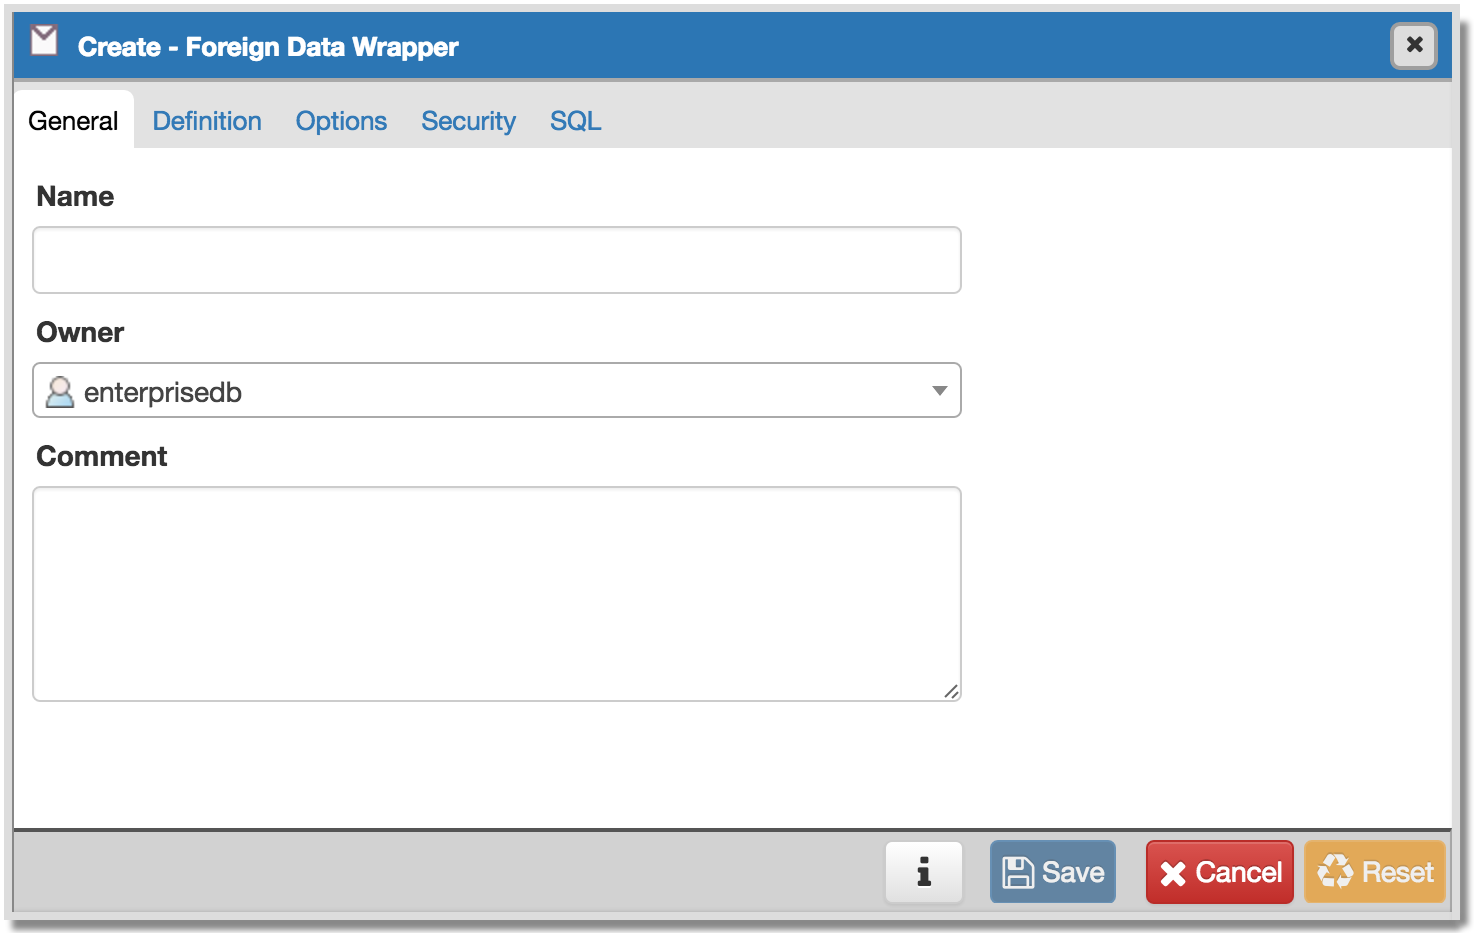 Create - Foreign Data Wrapper
General Definition Options Security SQL
Name
Owner
enterprisedb
Comment
i Save Cancel Reset